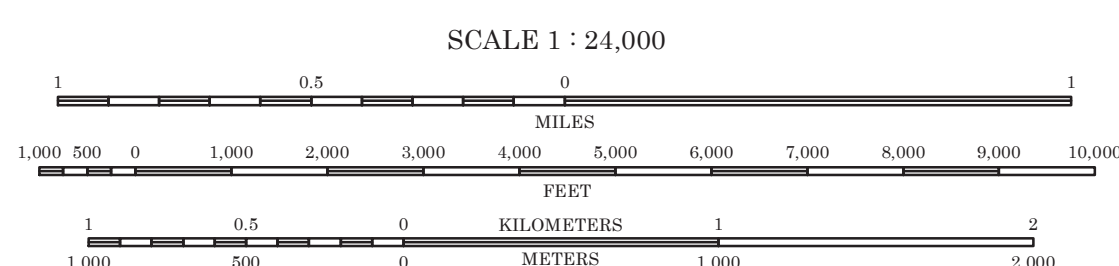 SCALE 1 : 24,000
1 0.5 0 1
MILES
1,000 500 0 1,000 2,000 3,000 4,000 5,000 6,000 7,000 8,000 9,000 10,000
FEET
1 0.5 0 KILOMETERS 1 2
1,000 500 0 METERS 1,000 2,000